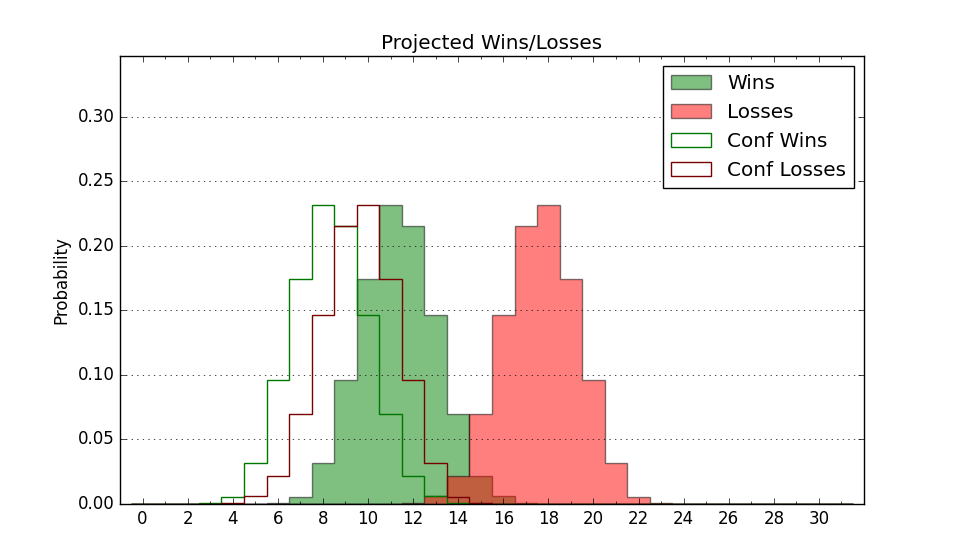 Projected Wins/Losses
Wins
Losses
Conf Wins
Conf Losses
Probability
0.30
0.25
0.20
0.15
0.10
0.05
0.00
0 2 4 6 8 10 12 14 16 18 20 22 24 26 28 30